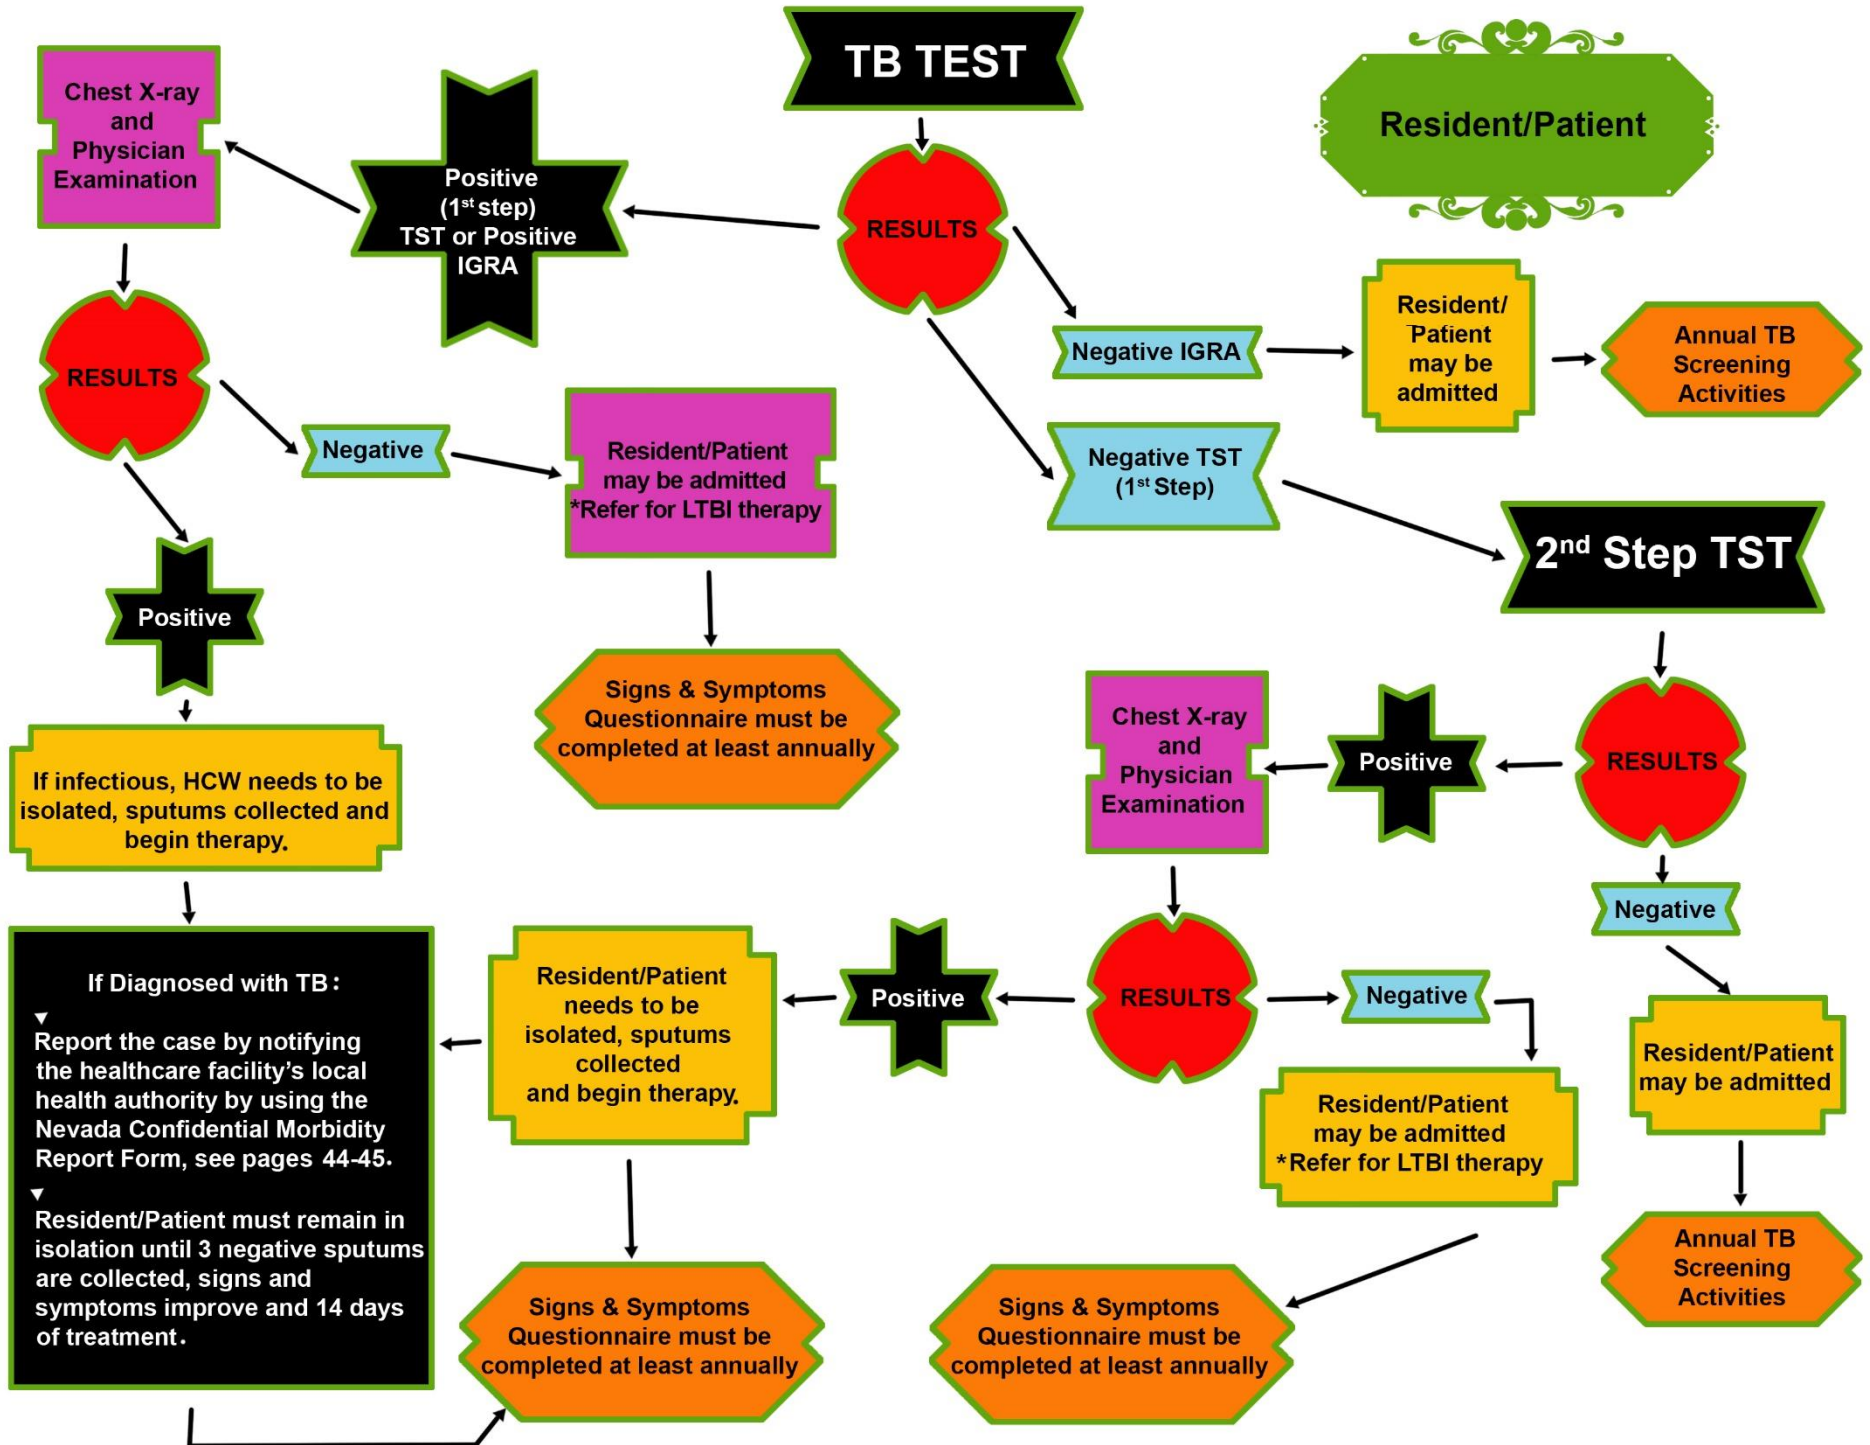 TB TEST
Resident/Patient
Chest X-ray
and
Physician
Examination
Positive
(1st step)
TST or Positive
IGRA
RESULTS
Negative IGRA
Resident/
Patient
may be
admitted
Annual TB
Screening
Activities
RESULTS
Negative
Resident/Patient
may be admitted
*Refer for LTBI therapy
Negative TST
(1st Step)
2nd Step TST
Positive
Signs & Symptoms
Questionnaire must be
completed at least annually
If infectious, HCW needs to be
isolated, sputums collected and
begin therapy.
Chest X-ray
and
Physician
Examination
Positive
RESULTS
Negative
If Diagnosed with TB:
Report the case by notifying
the healthcare facility's local
health authority by using the
Nevada Confidential Morbidity
Report Form, see pages 44-45.
Resident/Patient must remain in
isolation until 3 negative sputums
are collected, signs and
symptoms improve and 14 days
of treatment.
Resident/Patient
needs to be
isolated, sputums
collected
and begin therapy.
Positive
RESULTS
Negative
Resident/Patient
may be admitted
*Refer for LTBI therapy
Resident/Patient
may be admitted
Signs & Symptoms
Questionnaire must be
completed at least annually
Signs & Symptoms
Questionnaire must be
completed at least annually
Annual TB
Screening
Activities